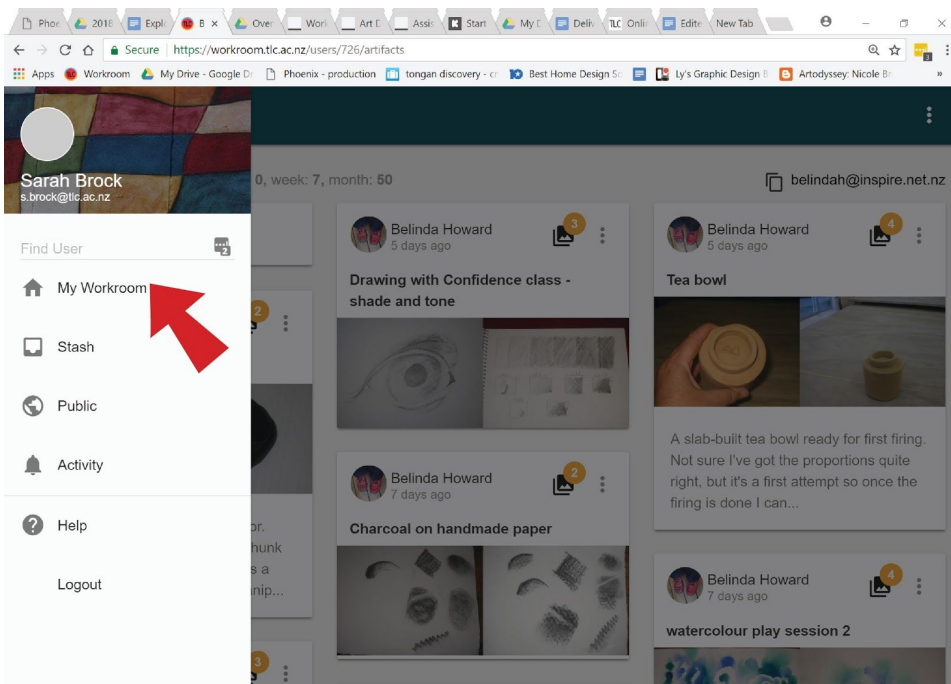 Phoe
2018
Explo
B
Over
Work
Art D
Assis
Start
My D
Deliv
TLC Onlin
Edite
New Tab
Secure https://workroom.tlc.ac.nz/users/726/artifacts
3
Apps
Workroom
My Drive - Google Dr
Phoenix - production
tongan discovery - cr
Best Home Design So
Ly's Graphic Design B
Artodyssey: Nicole Br
»
Sarah Brock
s.brock@tlc.ac.nz
Find User
2
My Workroom
Stash
Public
Activity
Help
Logout
0, week: 7, month: 50
belindah@inspire.net.nz
2
or.
hunk
s a
nip...
3
Belinda Howard
5 days ago
3
Drawing with Confidence class -
shade and tone
Belinda Howard
7 days ago
2
Charcoal on handmade paper
Belinda Howard
5 days ago
4
Tea bowl
A slab-built tea bowl ready for first firing.
Not sure I've got the proportions quite
right, but it's a first attempt so once the
firing is done I can...
Belinda Howard
7 days ago
4
watercolour play session 2